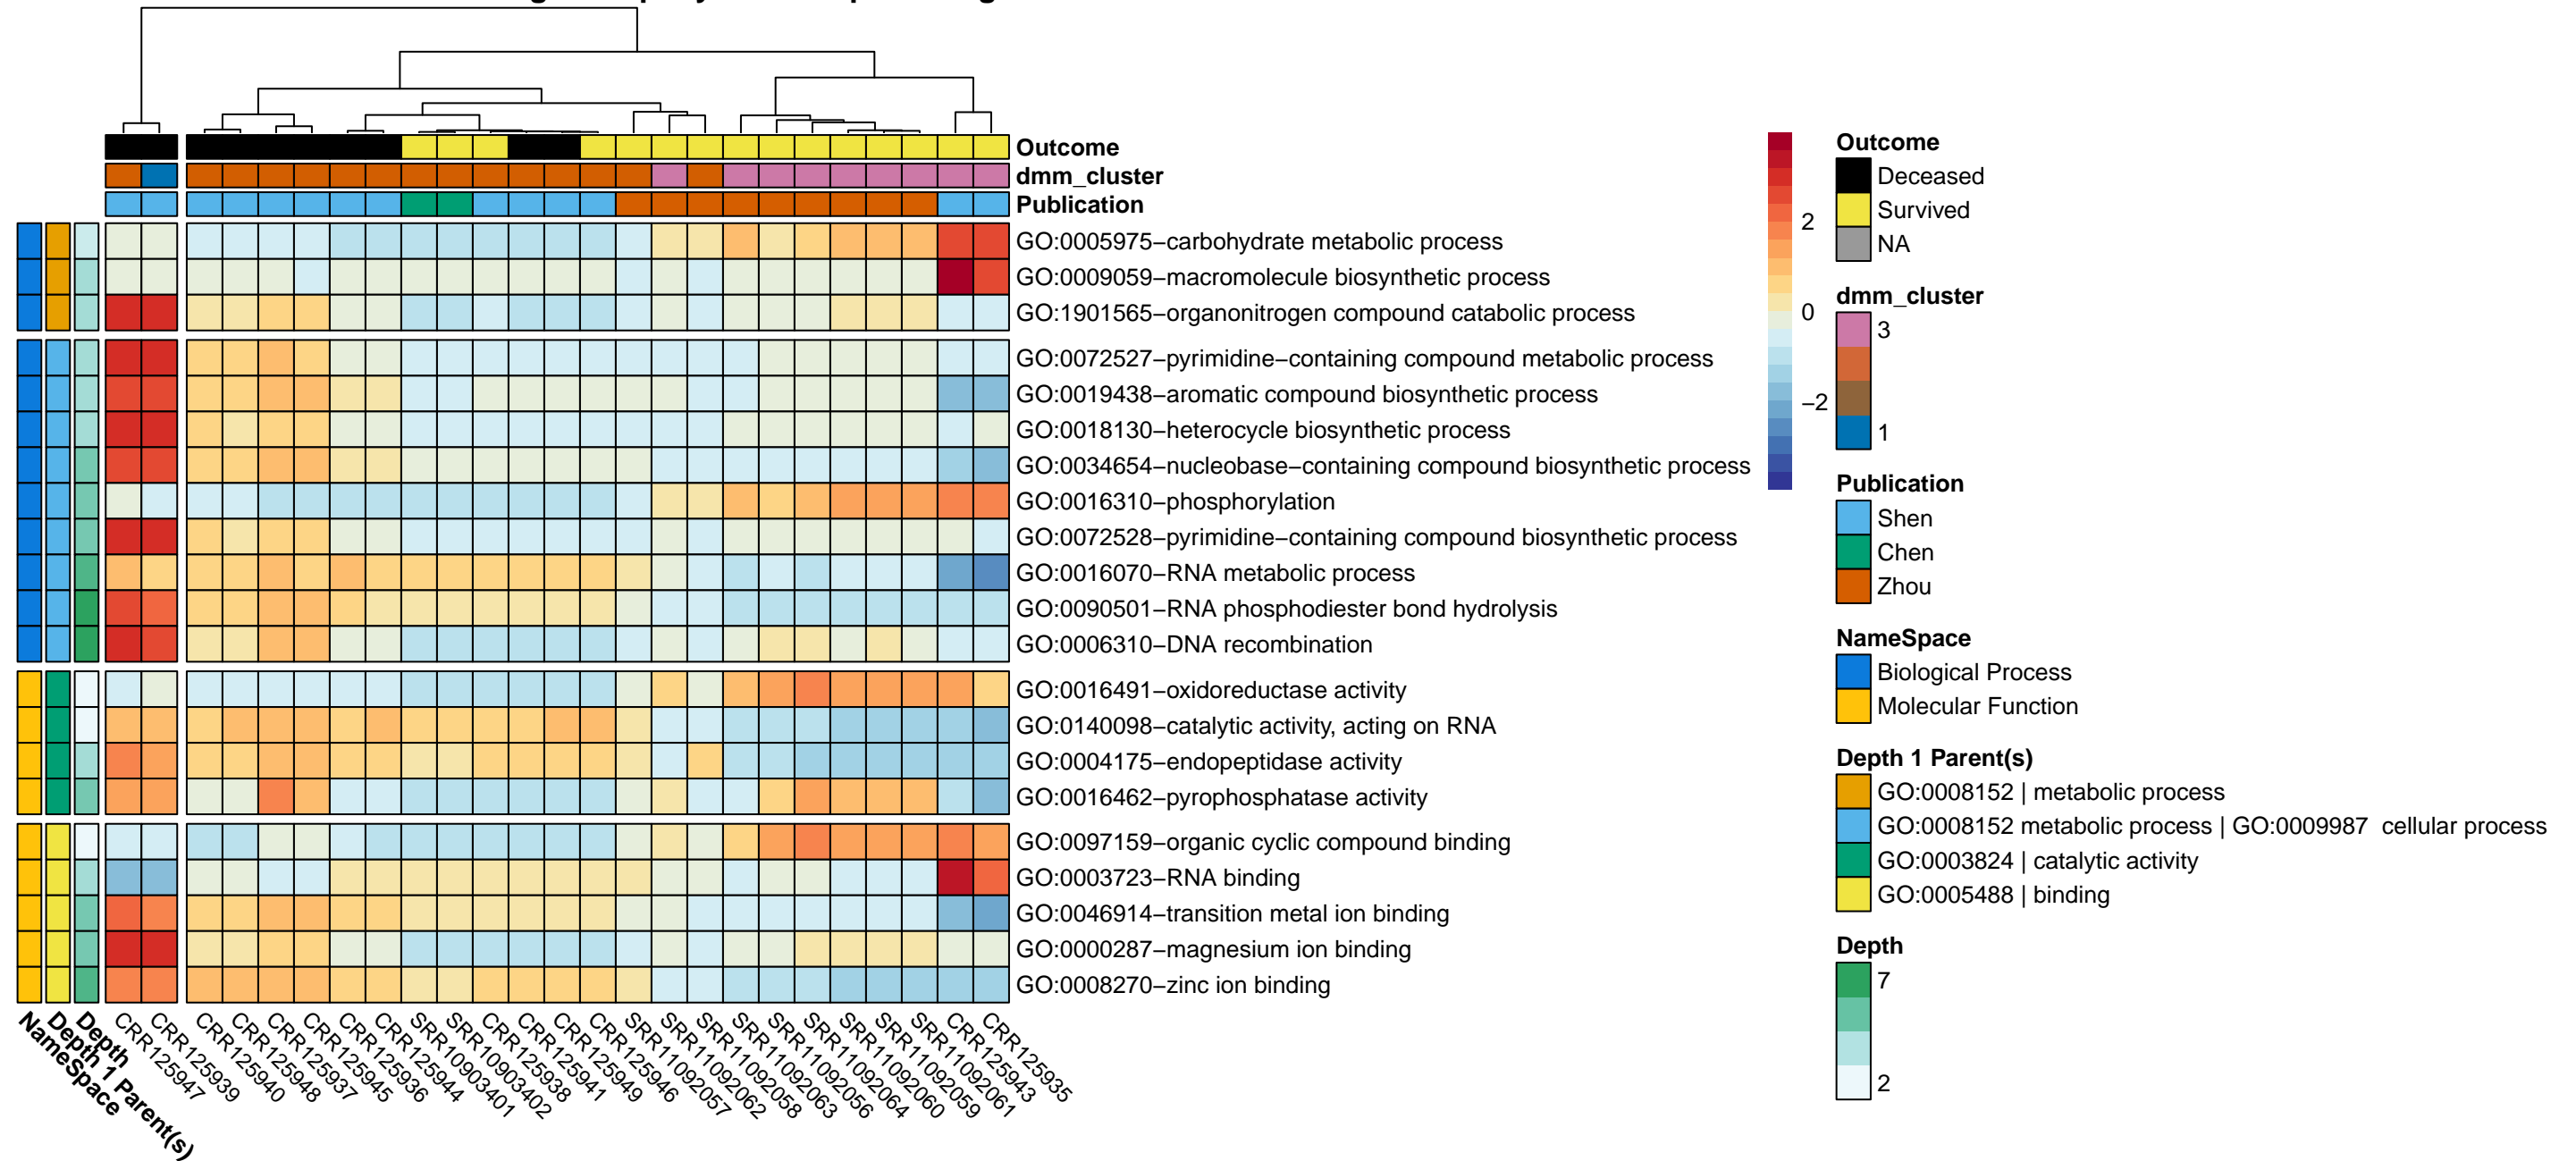 Outcome
dmm_cluster
Publication
GO:0005975−carbohydrate metabolic process
GO:0009059−macromolecule biosynthetic process
GO:1901565−organonitrogen compound catabolic process
GO:0072527−pyrimidine−containing compound metabolic process
GO:0019438−aromatic compound biosynthetic process
GO:0018130−heterocycle biosynthetic process
GO:0034654−nucleobase−containing compound biosynthetic process
GO:0016310−phosphorylation
GO:0072528−pyrimidine−containing compound biosynthetic process
GO:0016070−RNA metabolic process
GO:0090501−RNA phosphodiester bond hydrolysis
GO:0006310−DNA recombination
GO:0016491−oxidoreductase activity
GO:0140098−catalytic activity, acting on RNA
GO:0004175−endopeptidase activity
GO:0016462−pyrophosphatase activity
GO:0097159−organic cyclic compound binding
GO:0003723−RNA binding
GO:0046914−transition metal ion binding
GO:0000287−magnesium ion binding
GO:0008270−zinc ion binding
NameSpace
Depth 1 Parent(s)
Depth
CRR125947
CRR125939
CRR125940
CRR125948
CRR125937
CRR125945
CRR125936
CRR125944
SRR10903401
SRR10903402
CRR125938
CRR125941
CRR125949
CRR125946
SRR11092057
SRR11092062
SRR11092058
SRR11092063
SRR11092056
SRR11092064
SRR11092060
SRR11092059
SRR11092061
CRR125943
CRR125935
2
0
−2
Outcome
Deceased
Survived
NA
dmm_cluster
3
1
Publication
Shen
Chen
Zhou
NameSpace
Biological Process
Molecular Function
Depth 1 Parent(s)
GO:0008152 | metabolic process
GO:0008152 metabolic process | GO:0009987  cellular process
GO:0003824 | catalytic activity
GO:0005488 | binding
Depth
7
2